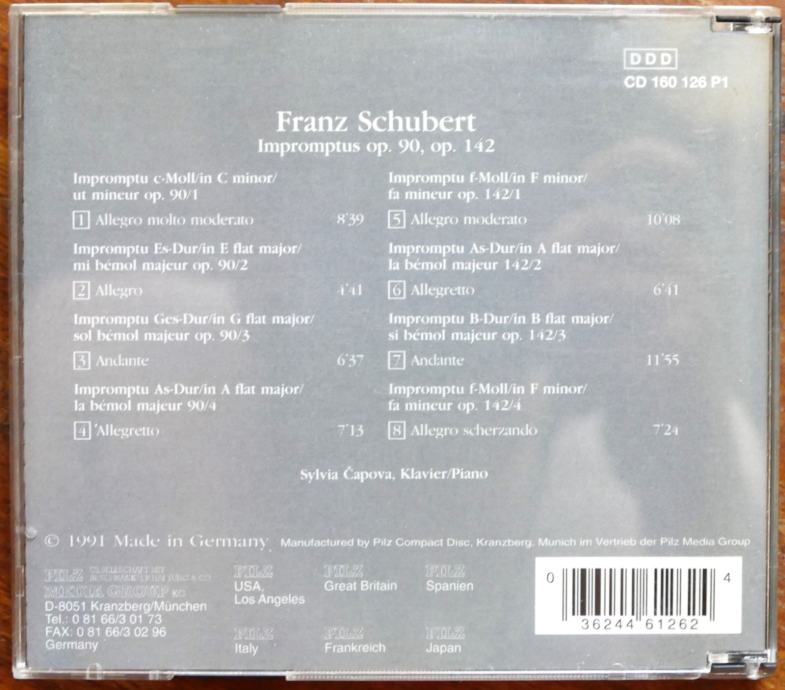 DDD
CD 160 126 P1
Franz Schubert
Impromptus op. 90, op. 142
Impromptu c-Moll/in C minor/
ut mineur op. 90/1
1 Allegro molto moderato 8'39
Impromptu Es-Dur/in E flat major/
mi bémol majeur op. 90/2
2 Allegro 4'41
Impromptu Ges-Dur/in G flat major/
sol bémol majeur op. 90/3
3 Andante 6'37
Impromptu As-Dur/in A flat major/
la bémol majeur 90/4
4 Allegretto 7'13
Impromptu f-Moll/in F minor/
fa mineur op. 142/1
5 Allegro moderato 10'08
Impromptu As-Dur/in A flat major/
la bémol majeur 142/2
6 Allegretto 6'41
Impromptu B-Dur/in B flat major/
si bémol majeur op. 142/3
7 Andante 11'55
Impromptu f-Moll/in F minor/
fa mineur op. 142/4
8 Allegro scherzando 7'24
Sylvia Čapova, Klavier/Piano
© 1991 Made in Germany. Manufactured by Pilz Compact Disc, Kranzberg. Munich im Vertrieb der Pilz Media Group
PILZ GESELLSCHAFT MIT
BESCHRÄNKTER HAFTUNG & CO
MEDIA GROUP KG
D-8051 Kranzberg/München
Tel.: 0 81 66/3 01 73
FAX: 0 81 66/3 02 96
Germany
PILZ
USA,
Los Angeles
PILZ
Great Britain
PILZ
Spanien
PILZ
Italy
PILZ
Frankreich
PILZ
Japan
0 36244 61262 4